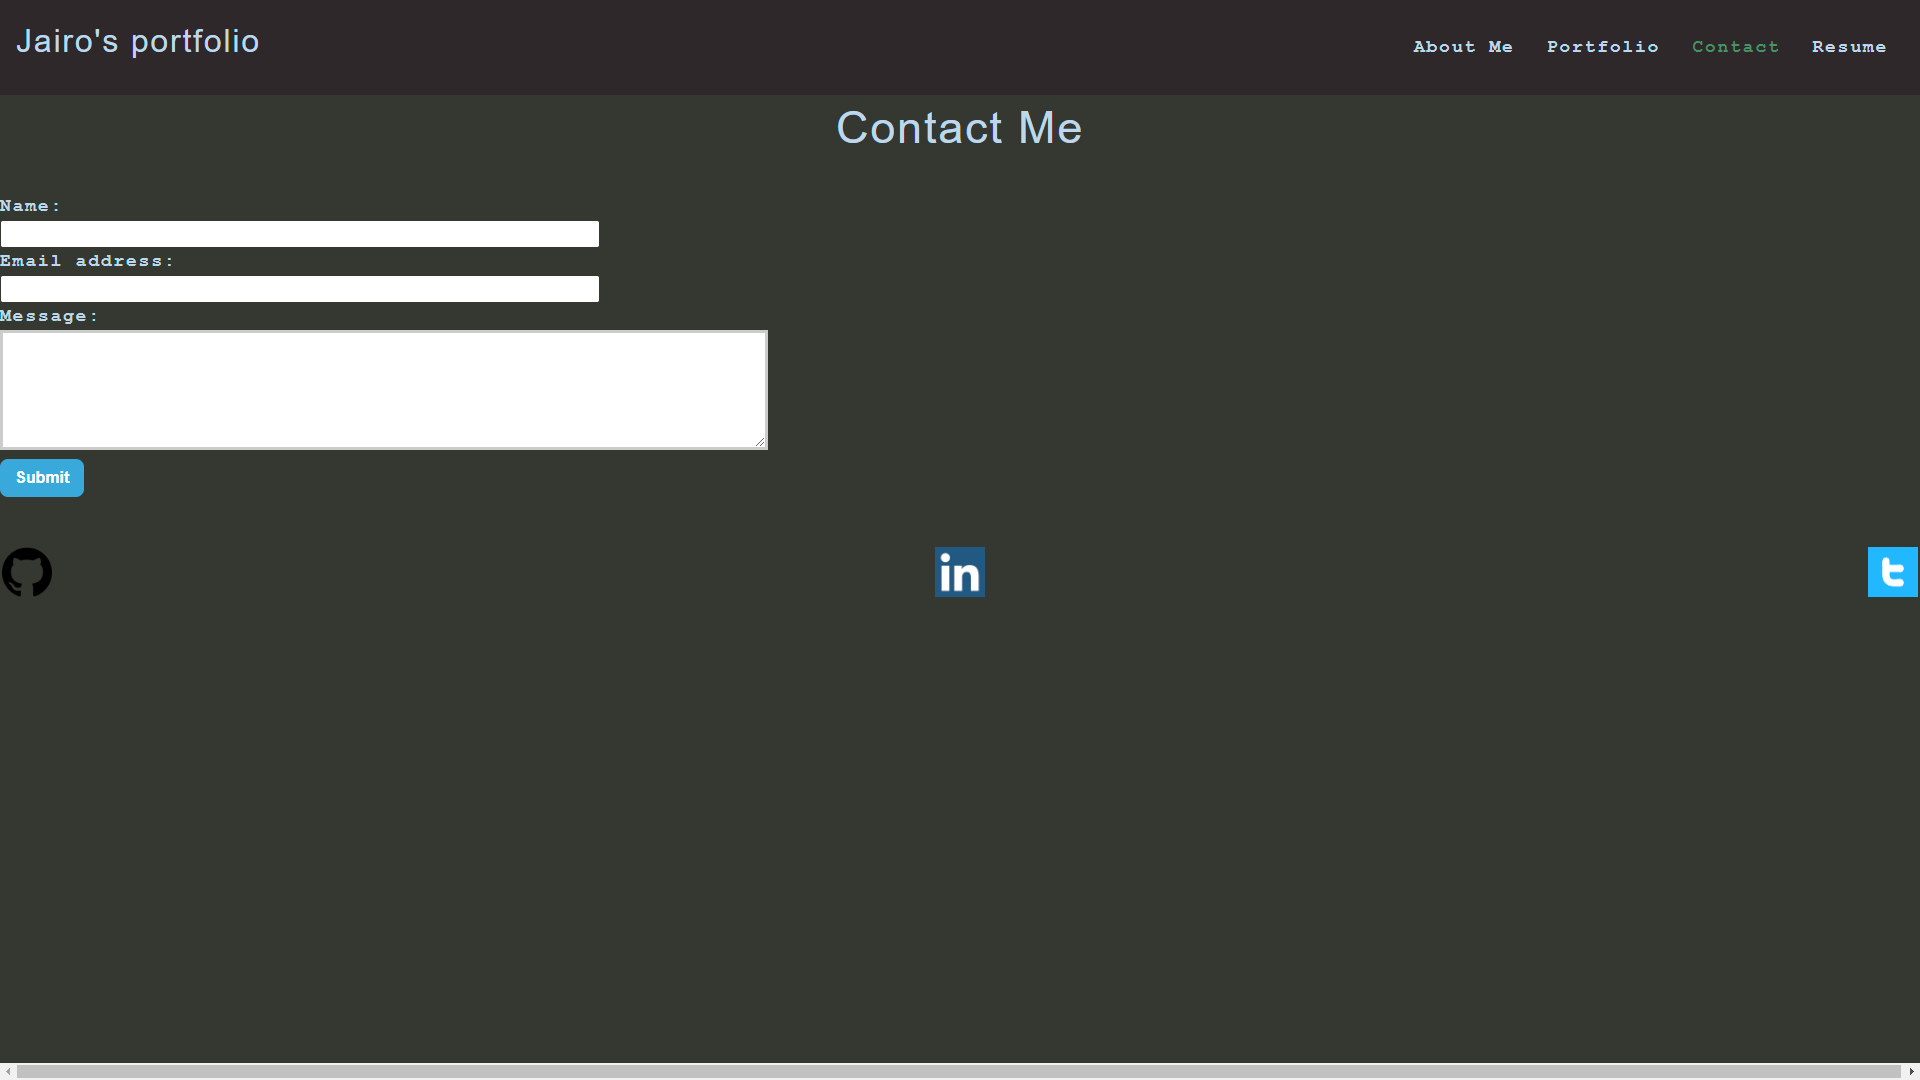 Jairo's portfolio
About Me Portfolio Contact Resume
Contact Me
Name:
Email address:
Message:
Submit
in
t